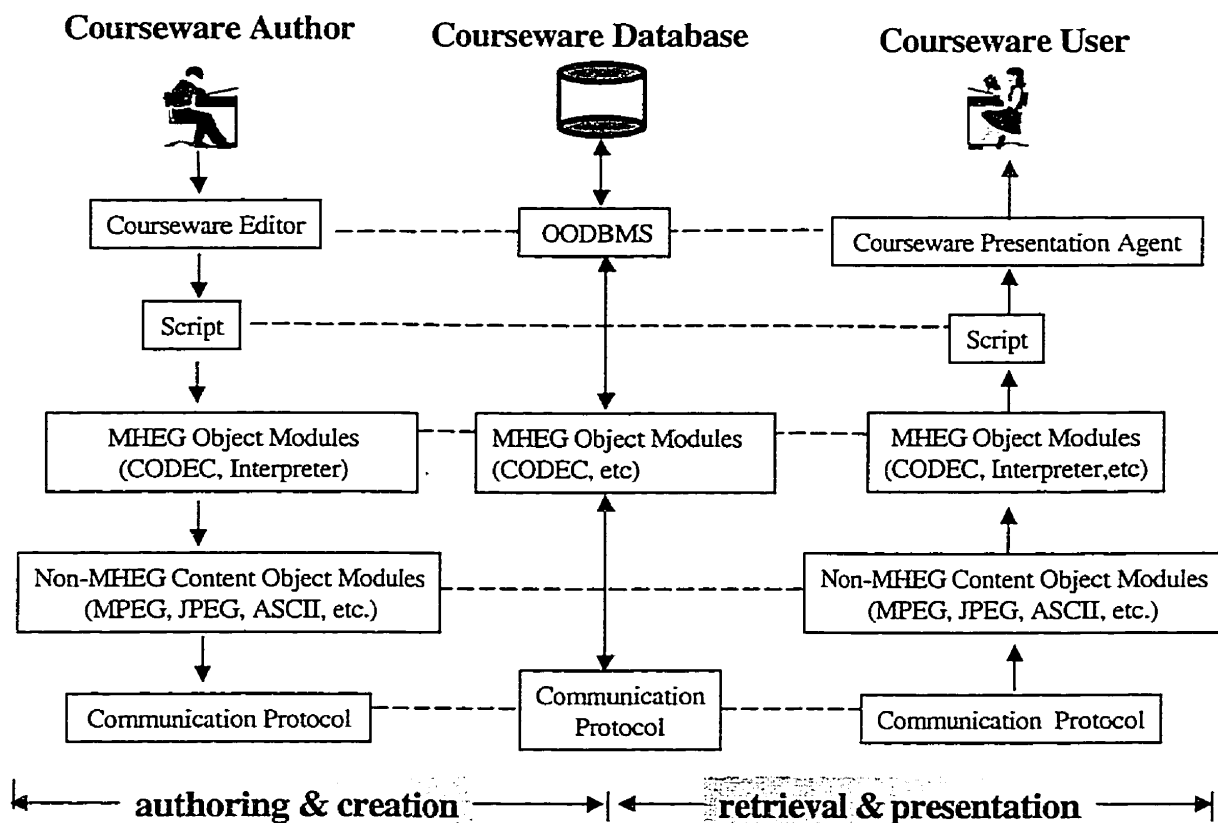 Courseware Author
Courseware Database
Courseware User
Courseware Editor
OODBMS
Courseware Presentation Agent
Script
Script
MHEG Object Modules
(CODEC, Interpreter)
MHEG Object Modules
(CODEC, etc)
MHEG Object Modules
(CODEC, Interpreter,etc)
Non-MHEG Content Object Modules
(MPEG, JPEG, ASCII, etc.)
Non-MHEG Content Object Modules
(MPEG, JPEG, ASCII, etc.)
Communication Protocol
Communication
Protocol
Communication Protocol
authoring & creation
retrieval & presentation